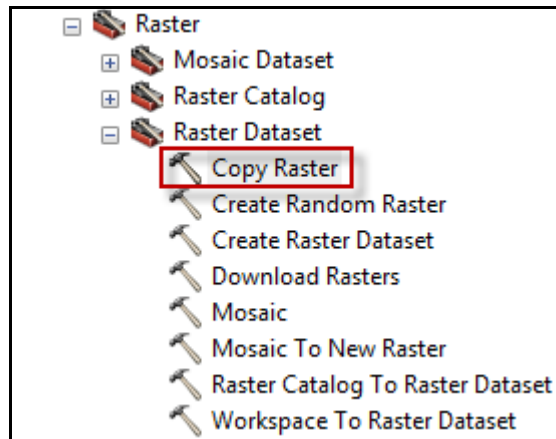 Raster
Mosaic Dataset
Raster Catalog
Raster Dataset
Copy Raster
Create Random Raster
Create Raster Dataset
Download Rasters
Mosaic
Mosaic To New Raster
Raster Catalog To Raster Dataset
Workspace To Raster Dataset